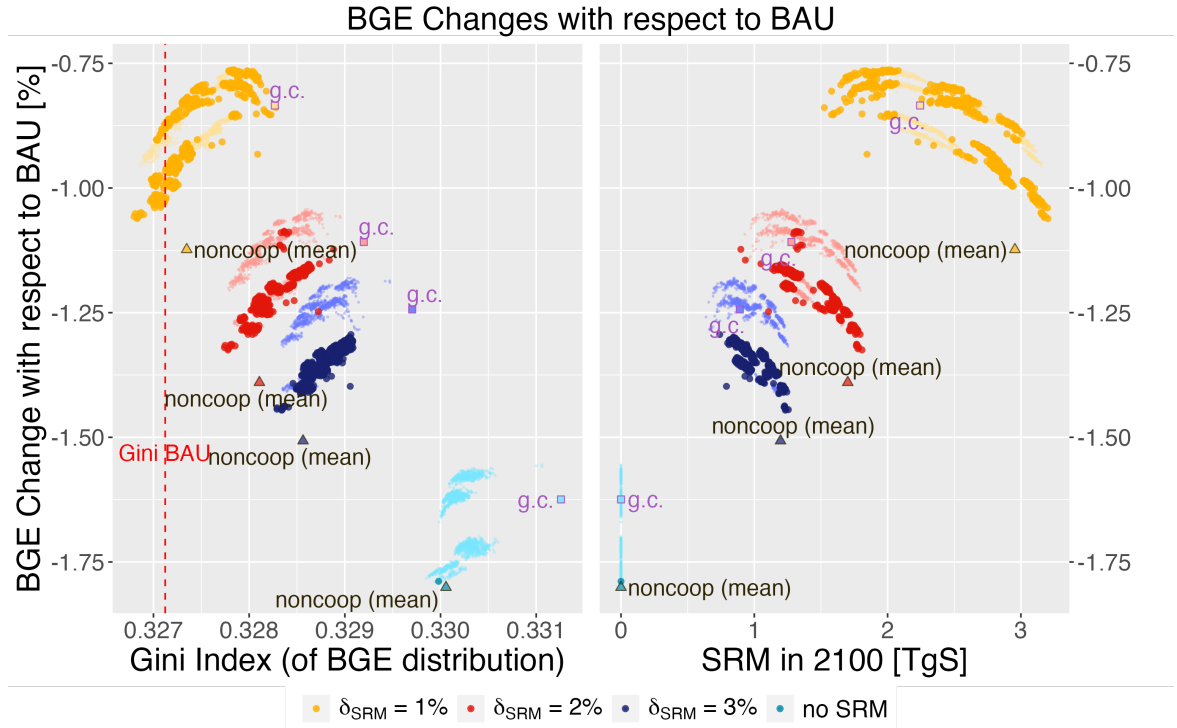 BGE Changes with respect to BAU
BGE Change with respect to BAU [%]
-0.75
-1.00
-1.25
-1.50
-1.75
g.c.
noncoop (mean)
g.c.
g.c.
noncoop (mean)
Gini BAU
noncoop (mean)
g.c.
noncoop (mean)
0.327
0.328
0.329
0.330
0.331
Gini Index (of BGE distribution)
g.c.
noncoop (mean)
g.c.
g.c.
noncoop (mean)
noncoop (mean)
g.c.
noncoop (mean)
-0.75
-1.00
-1.25
-1.50
-1.75
0
1
2
3
SRM in 2100 [TgS]
δSRM = 1%
δSRM = 2%
δSRM = 3%
no SRM